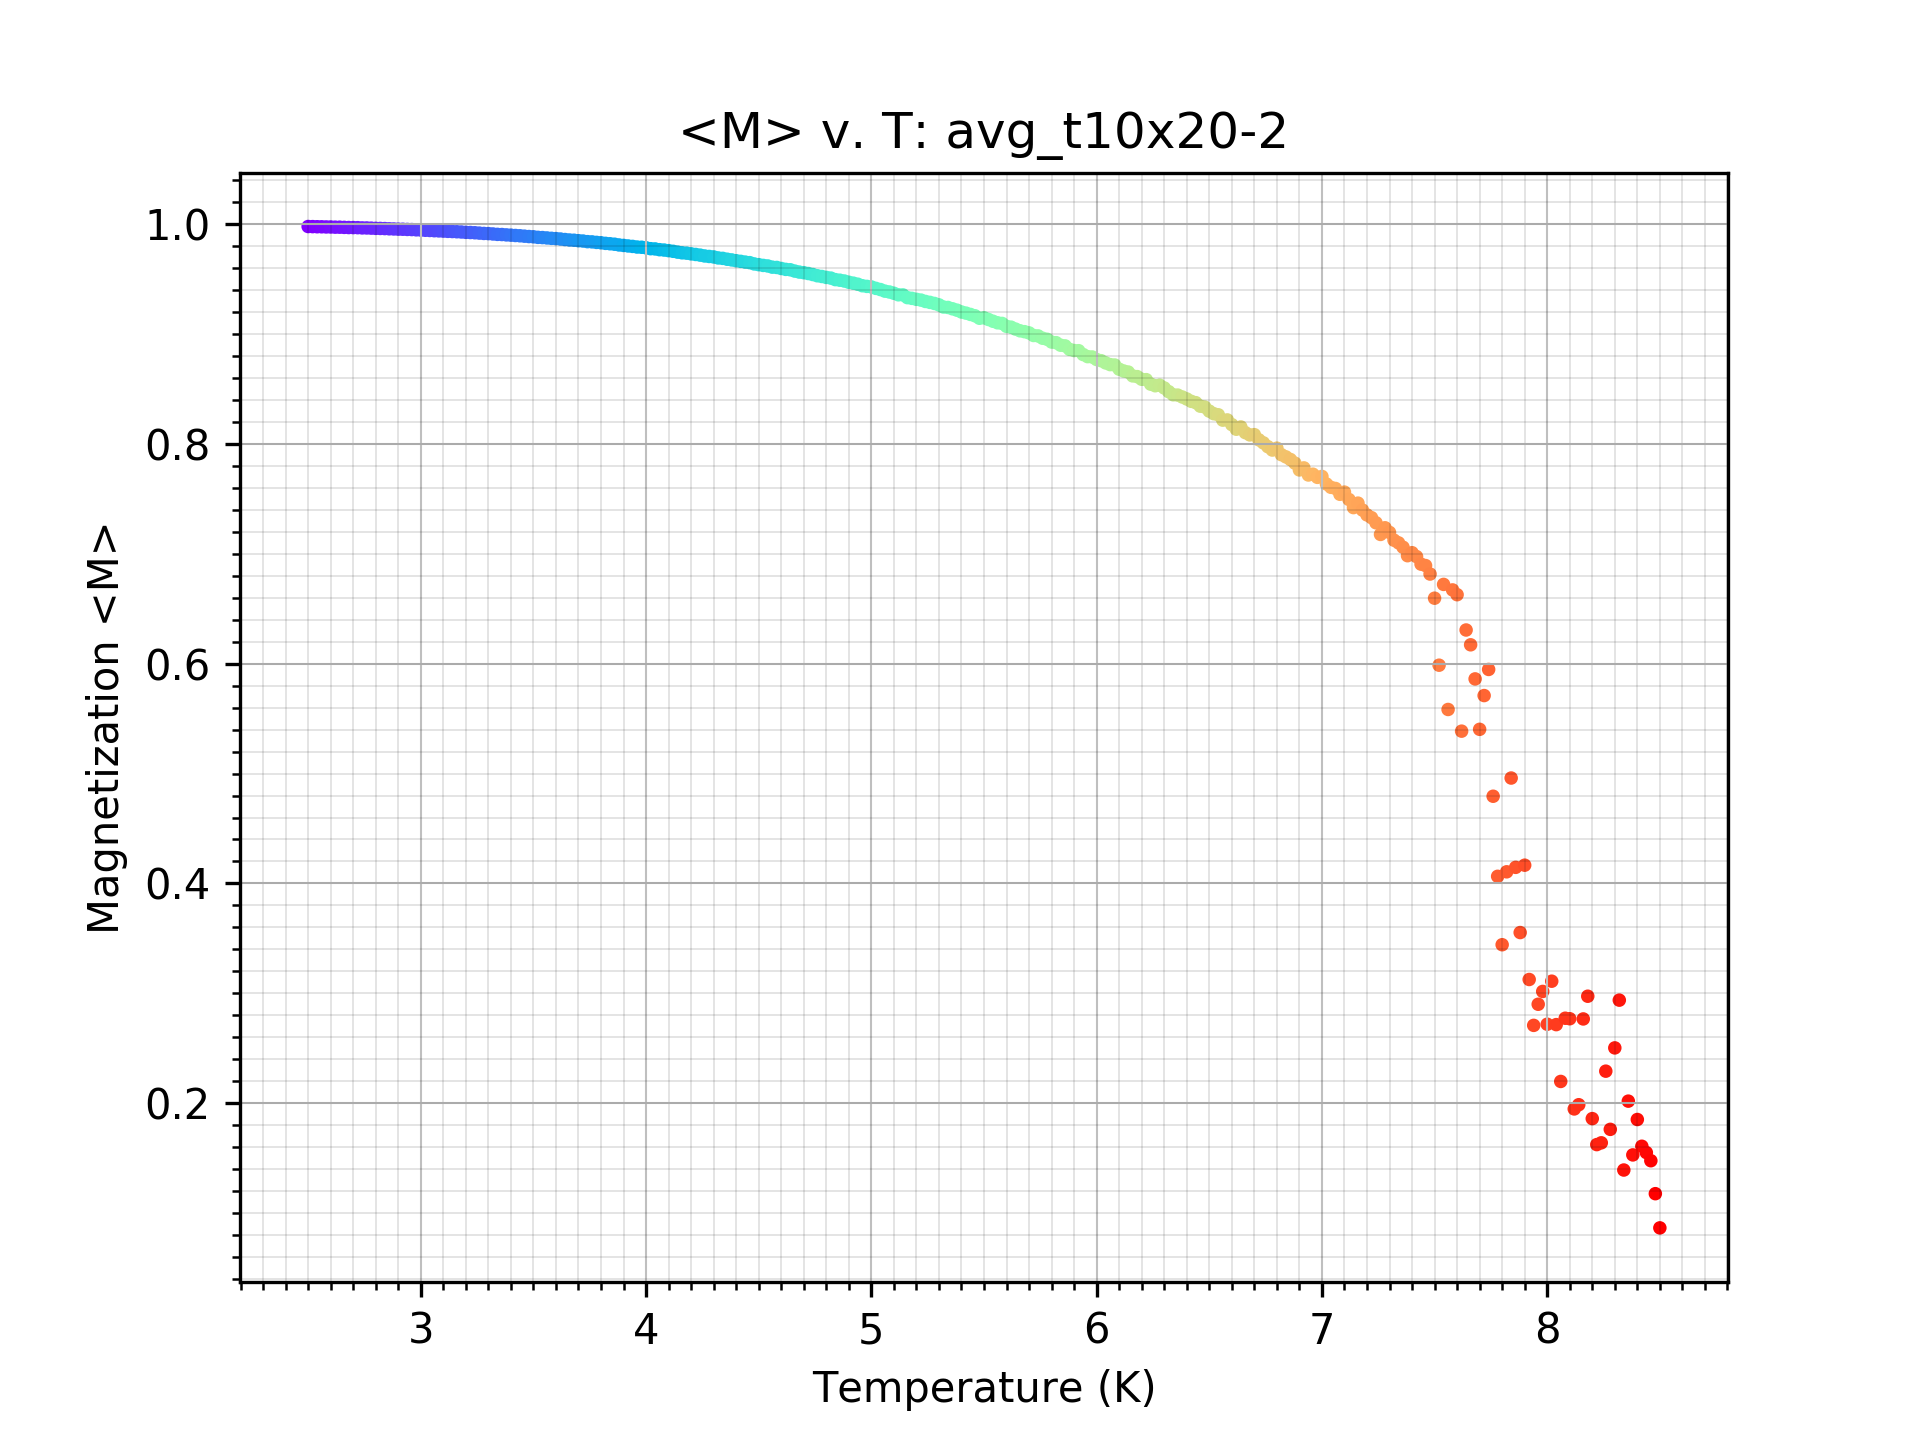 <M> v. T: avg_t10x20-2
1.0
0.8
0.6
0.4
0.2
Magnetization <M>
3 4 5 6 7 8
Temperature (K)